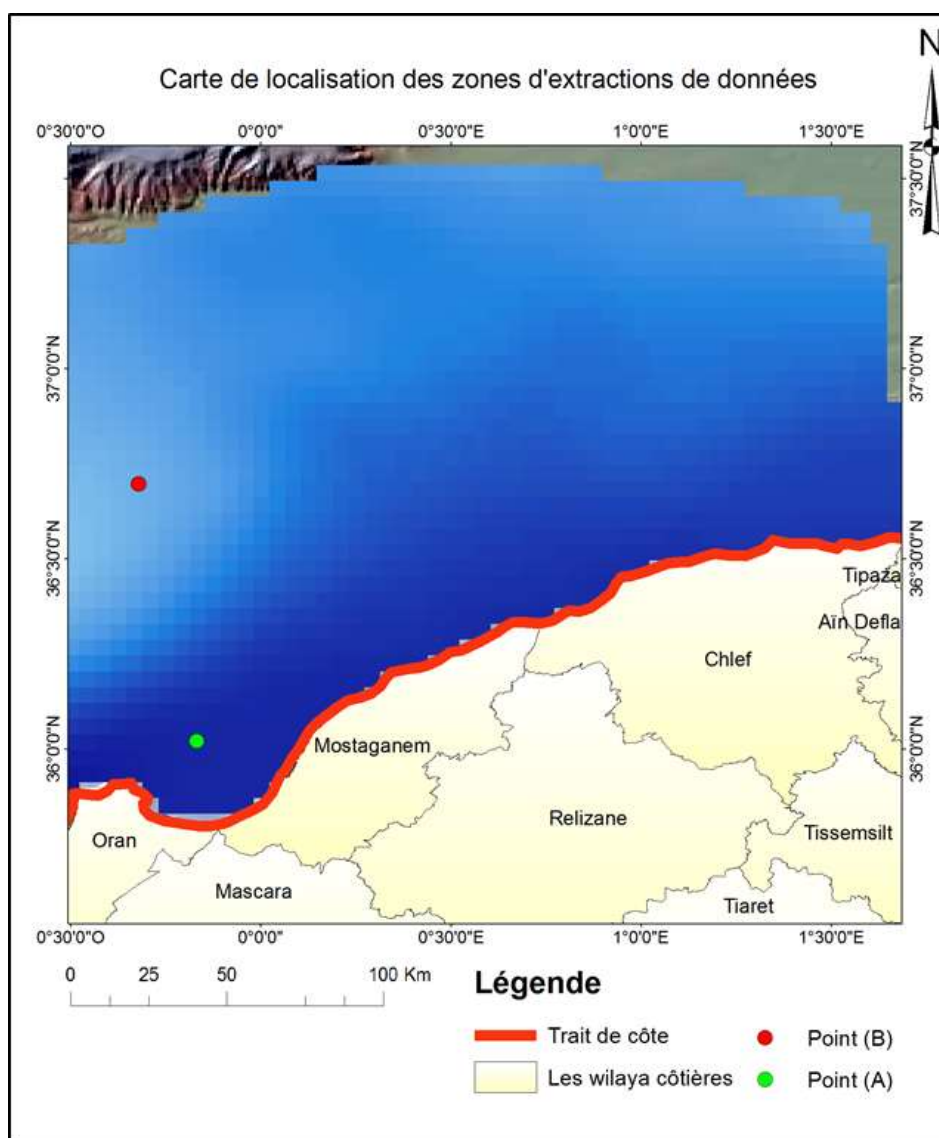 N
Carte de localisation des zones d'extractions de données
0°30'0"O 0°0'0" 0°30'0"E 1°0'0"E 1°30'0"E
37°30'0"N 37°30'0"N
37°0'0"N 37°0'0"N
36°30'0"N 36°30'0"N
Tipaza
Aïn Defla
Chlef
36°0'0"N 36°0'0"N
Mostaganem
Relizane
Oran
Tissemsilt
Mascara
Tiaret
0°30'0"O 0°0'0" 0°30'0"E 1°0'0"E 1°30'0"E
0 25 50 100 Km
Légende
Trait de côte Point (B)
Les wilaya côtières Point (A)